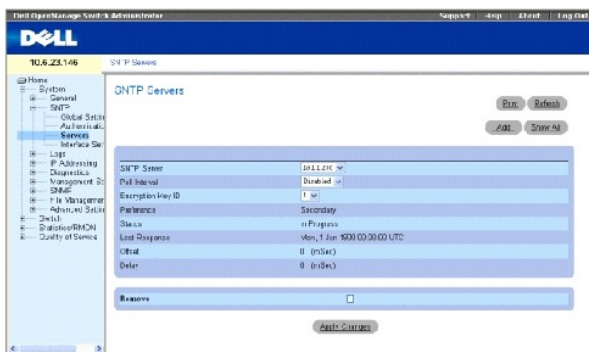 Dell OpenManage Switch Administrator
Support Help About Log Out
DELL
10.6.23.146
SNTP Servers
Home
System
General
SNTP
Global Settin
Authenticati
Servers
Interface Set
Logs
IP Addressing
Diagnostics
Management Se
SNMP
File Managemen
Advanced Settin
Switch
Statistics/RMON
Quality of Service
SNTP Servers
Print Refresh
Add Show All
SNTP Server
Poll Interval Disabled
Encryption Key ID 1
Preference Secondary
Status In Progress
Last Response Mon, 1 Jan 1900 00:00:00 UTC
Offset 0 (mSec)
Delay 0 (mSec)
Remove
Apply Changes